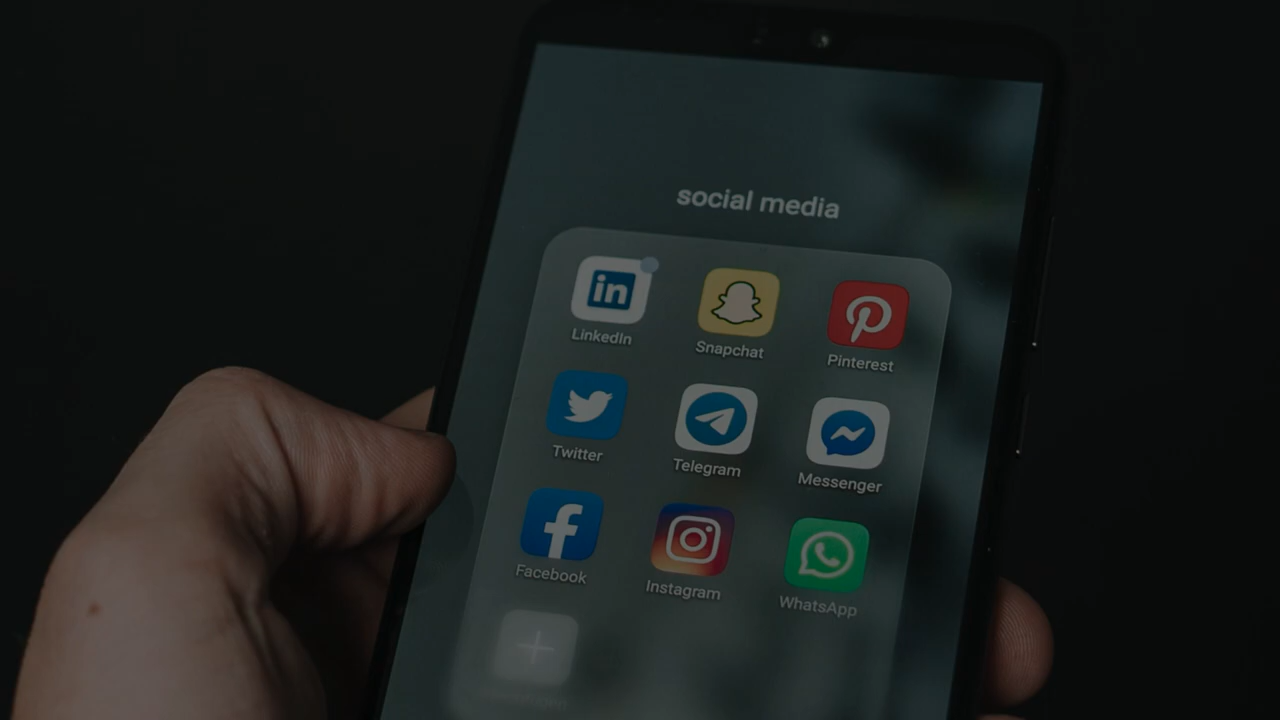 social media
in
LinkedIn
Snapchat
Pinterest
Twitter
Telegram
Messenger
Facebook
Instagram
WhatsApp